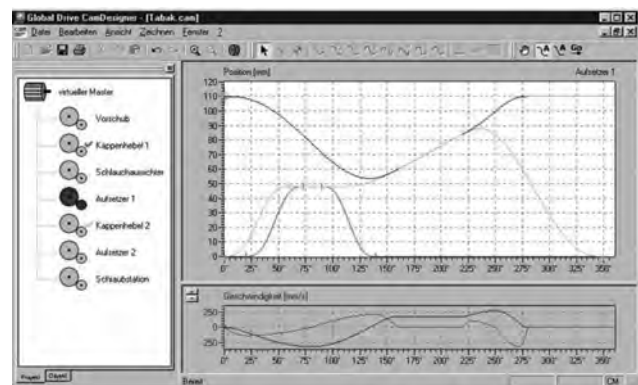 Global Drive CamDesigner - [Tabak.cam]
Datei Bearbeiten Ansicht Zeichnen Fenster ?
virtueller Master
Vorschub
Kappenhebel 1
Schlauchausrichter
Aufsetzer 1
Kappenhebel 2
Aufsetzer 2
Schraubstation
Projekt Objekt
Position [mm] Aufsetzer 1
120
110
100
90
80
70
60
50
40
30
20
10
0
0° 25° 50° 75° 100° 125° 150° 175° 200° 225° 250° 275° 300° 325° 350°
Geschwindigkeit [mm/s]
250
0
-250
0° 25° 50° 75° 100° 125° 150° 175° 200° 225° 250° 275° 300° 325° 350°
Bereit CM